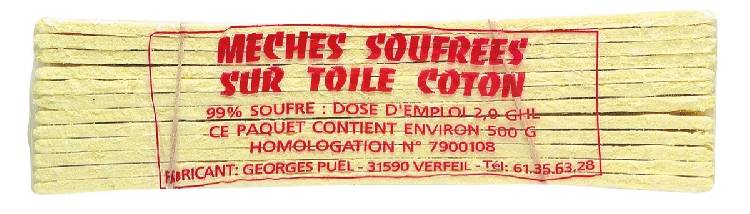 MECHES SOUFREES
SUR TOILE COTON
99% SOUFRE : DOSE D'EMPLOI 2,0 GHL
CE PAQUET CONTIENT ENVIRON 500 G
HOMOLOGATION N° 7900108
FABRICANT: GEORGES PUEL - 31590 VERFEIL - Tél: 61.35.63.28